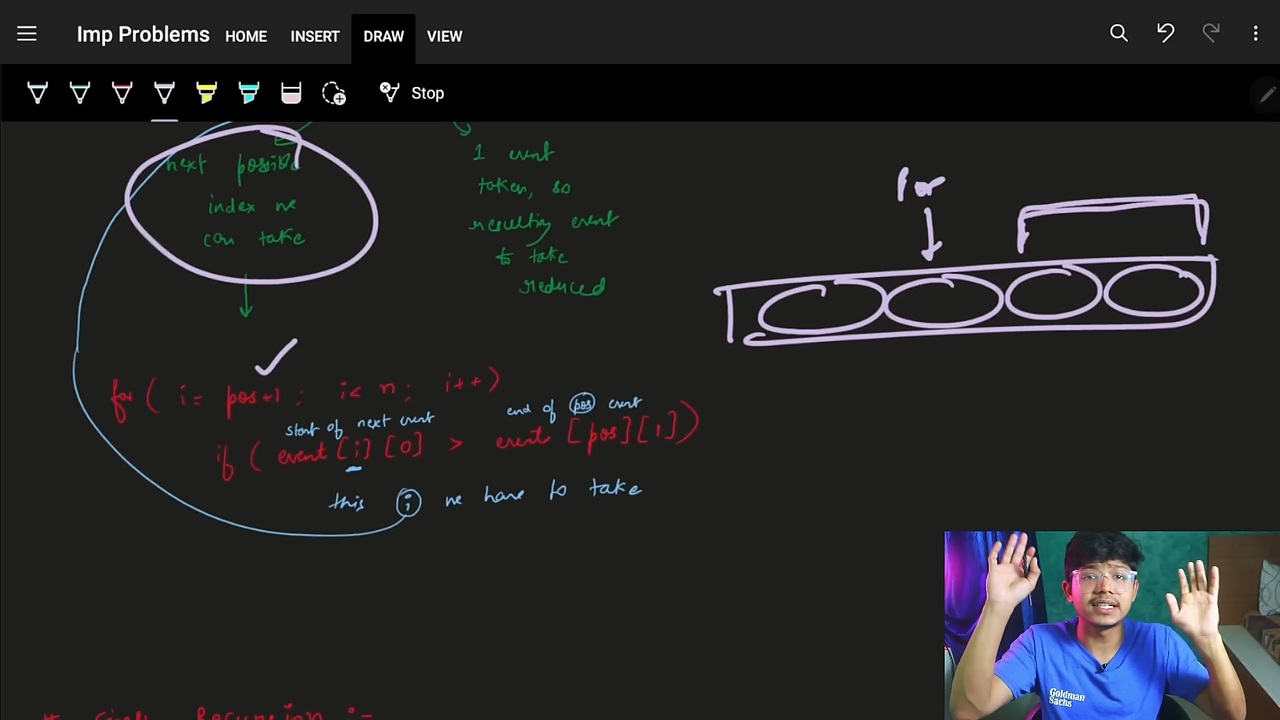 Imp Problems HOME INSERT DRAW VIEW
Stop
next possible
index we
can take
1 event
taken, so
resulting event
to take
reduced
Pos
for ( i = pos+1 ; i < n ; i++ )
start of next event
end of pos event
if ( event [i] [0] > event [pos] [1] )
this i we have to take
Goldman
Sachs
Recursion :-